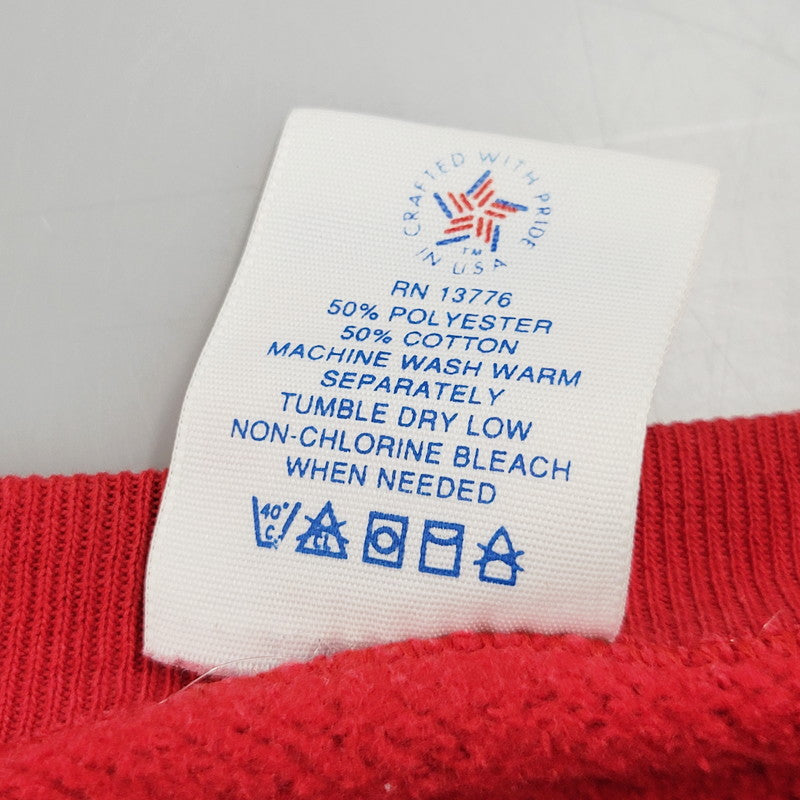 CRAFTED WITH PRIDE
IN USA
TM
RN 13776
50% POLYESTER
50% COTTON
MACHINE WASH WARM
SEPARATELY
TUMBLE DRY LOW
NON-CHLORINE BLEACH
WHEN NEEDED
40°
C. CL